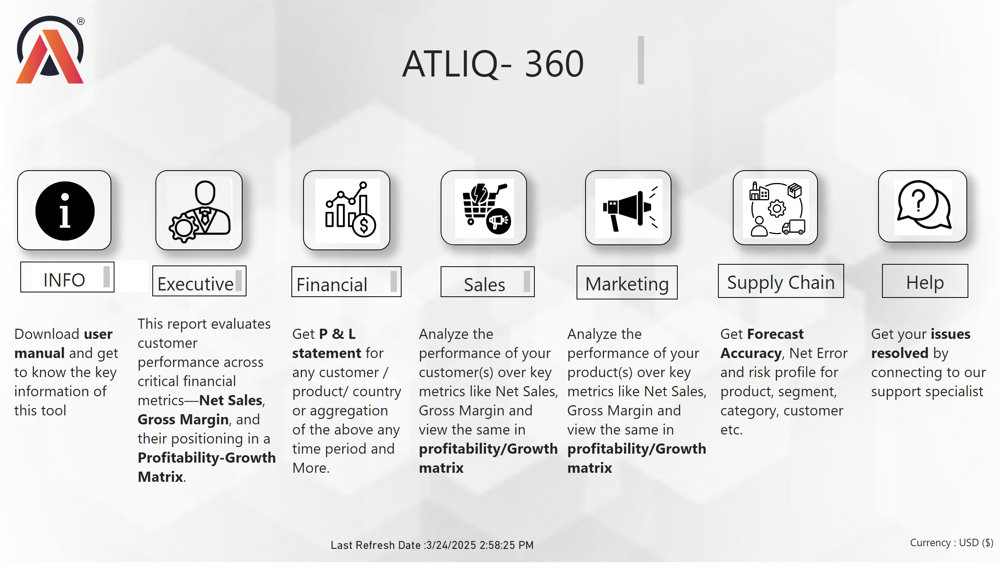 ®
ATLIQ- 360
INFO
Executive
Financial
Sales
Marketing
Supply Chain
Help
Download user
manual and get
to know the key
information of
this tool
This report evaluates
customer
performance across
critical financial
metrics—Net Sales,
Gross Margin, and
their positioning in a
Profitability-Growth
Matrix.
Get P & L
statement for
any customer /
product/ country
or aggregation
of the above any
time period and
More.
Analyze the
performance of your
customer(s) over key
metrics like Net Sales,
Gross Margin and
view the same in
profitability/Growth
matrix
Analyze the
performance of your
product(s) over key
metrics like Net Sales,
Gross Margin and
view the same in
profitability/Growth
matrix
Get Forecast
Accuracy, Net Error
and risk profile for
product, segment,
category, customer
etc.
Get your issues
resolved by
connecting to our
support specialist
Last Refresh Date :3/24/2025 2:58:25 PM
Currency : USD ($)